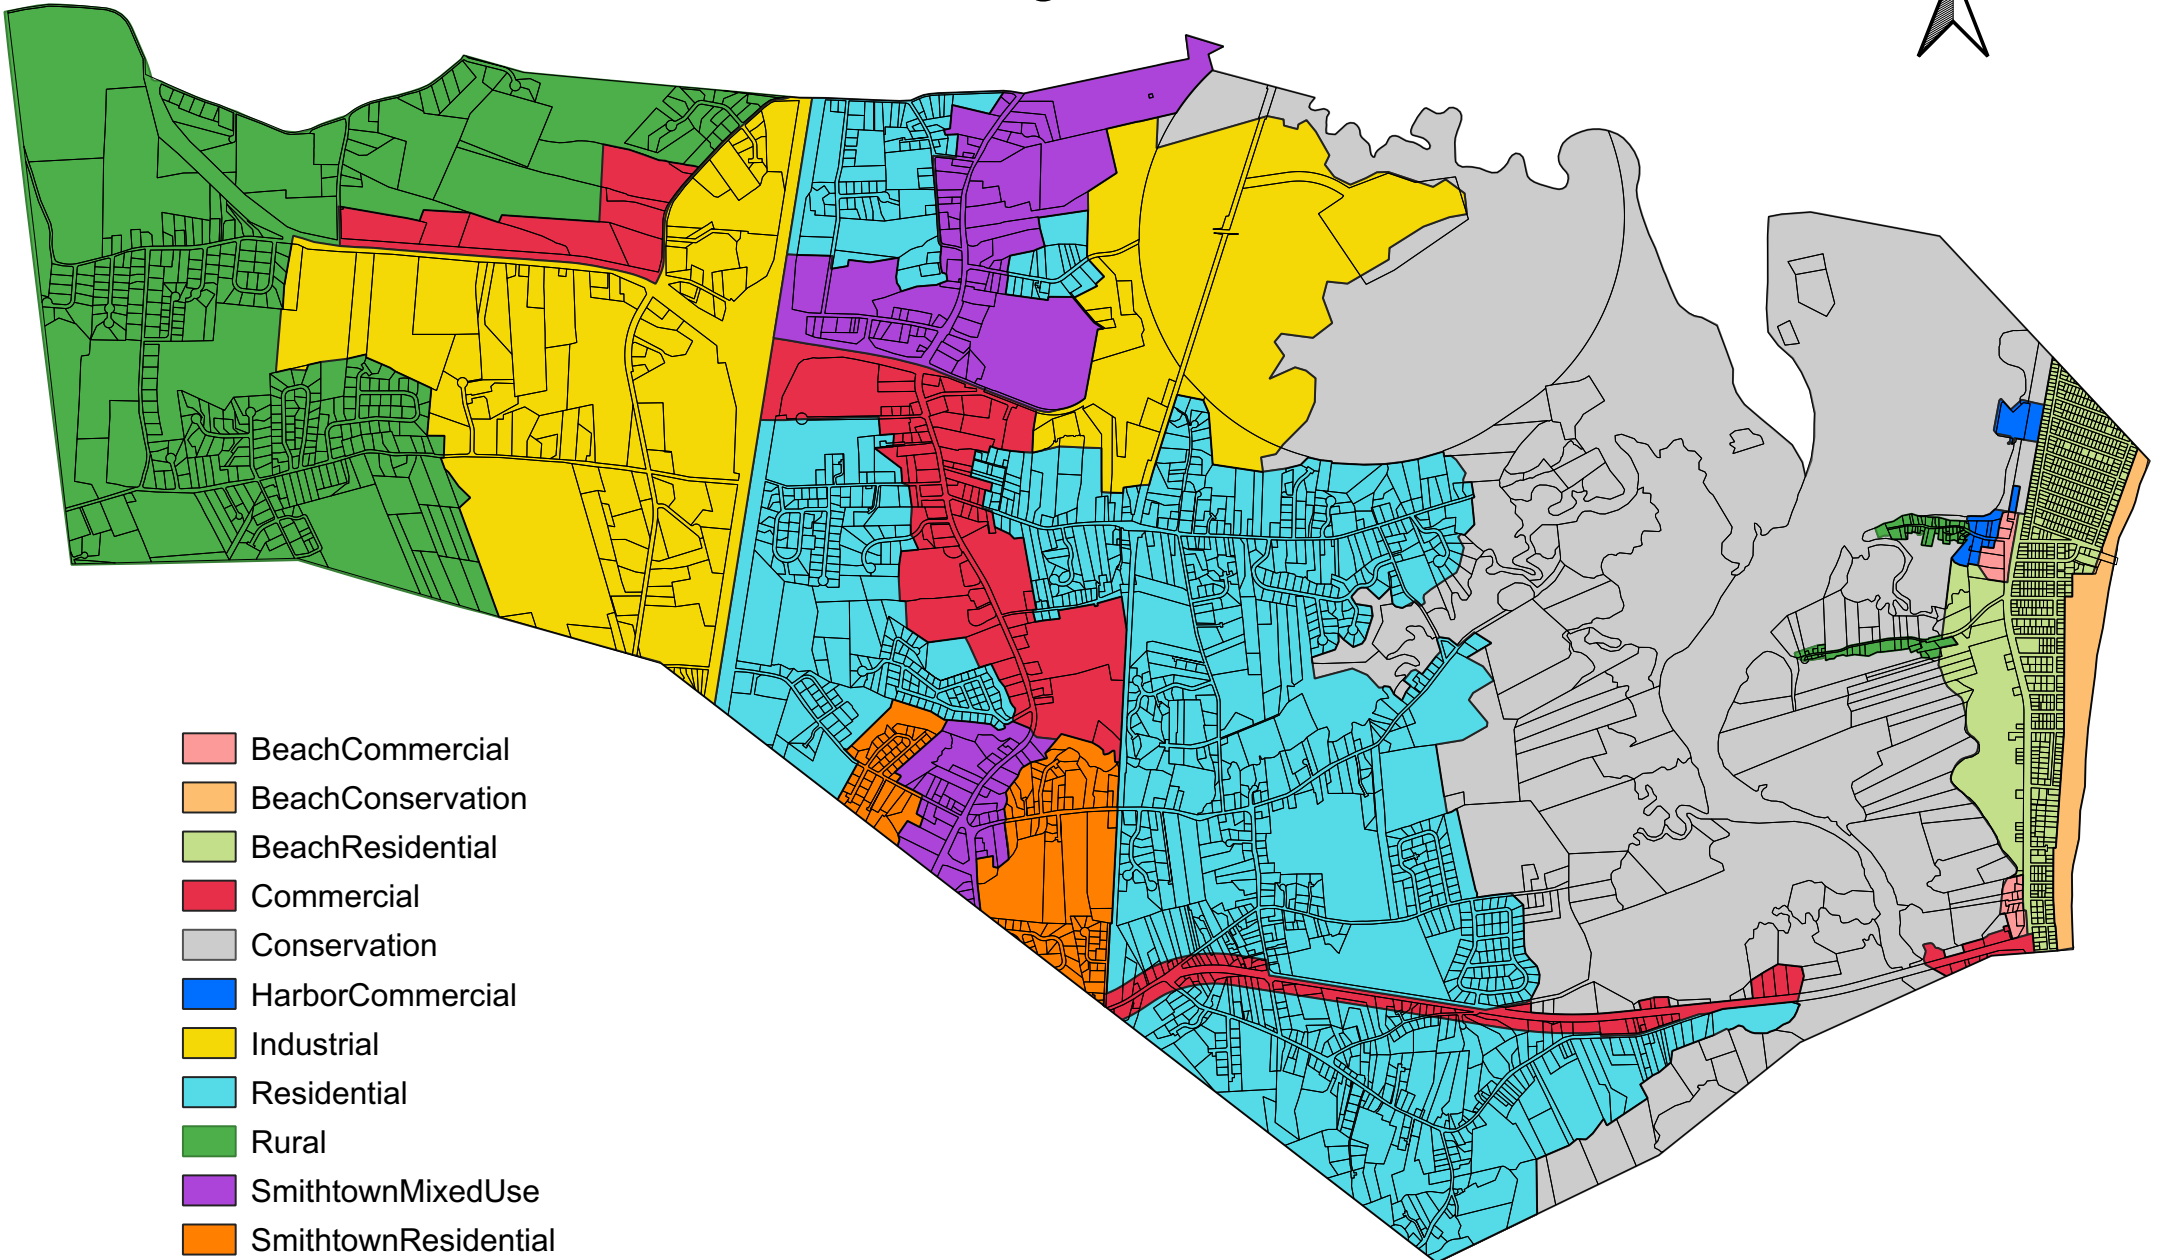 BeachCommercial
BeachConservation
BeachResidential
Commercial
Conservation
HarborCommercial
Industrial
Residential
Rural
SmithtownMixedUse
SmithtownResidential